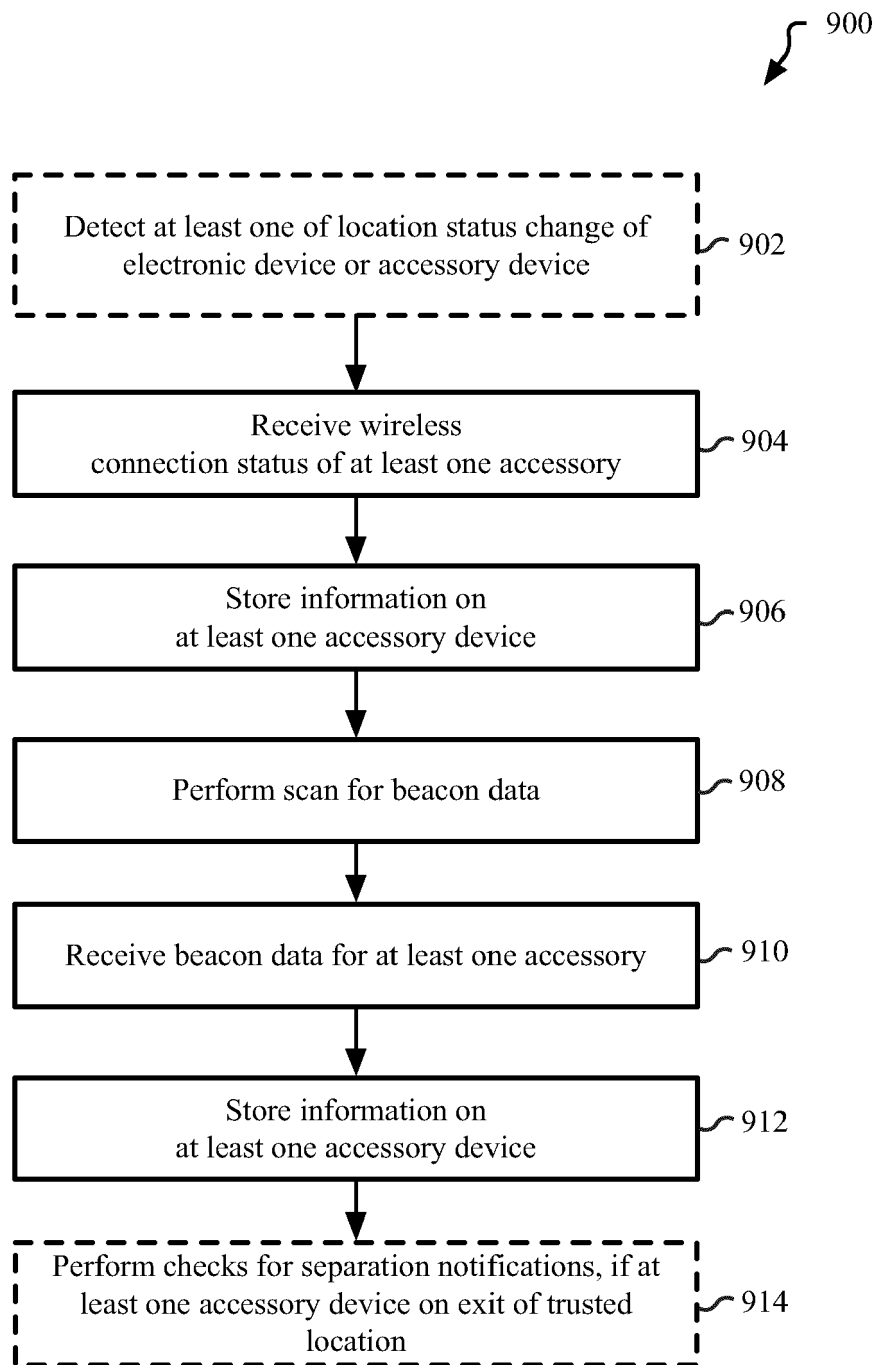 900
Detect at least one of location status change of
electronic device or accessory device
902
Receive wireless
connection status of at least one accessory
904
Store information on
at least one accessory device
906
Perform scan for beacon data
908
Receive beacon data for at least one accessory
910
Store information on
at least one accessory device
912
Perform checks for separation notifications, if at
least one accessory device on exit of trusted
location
914